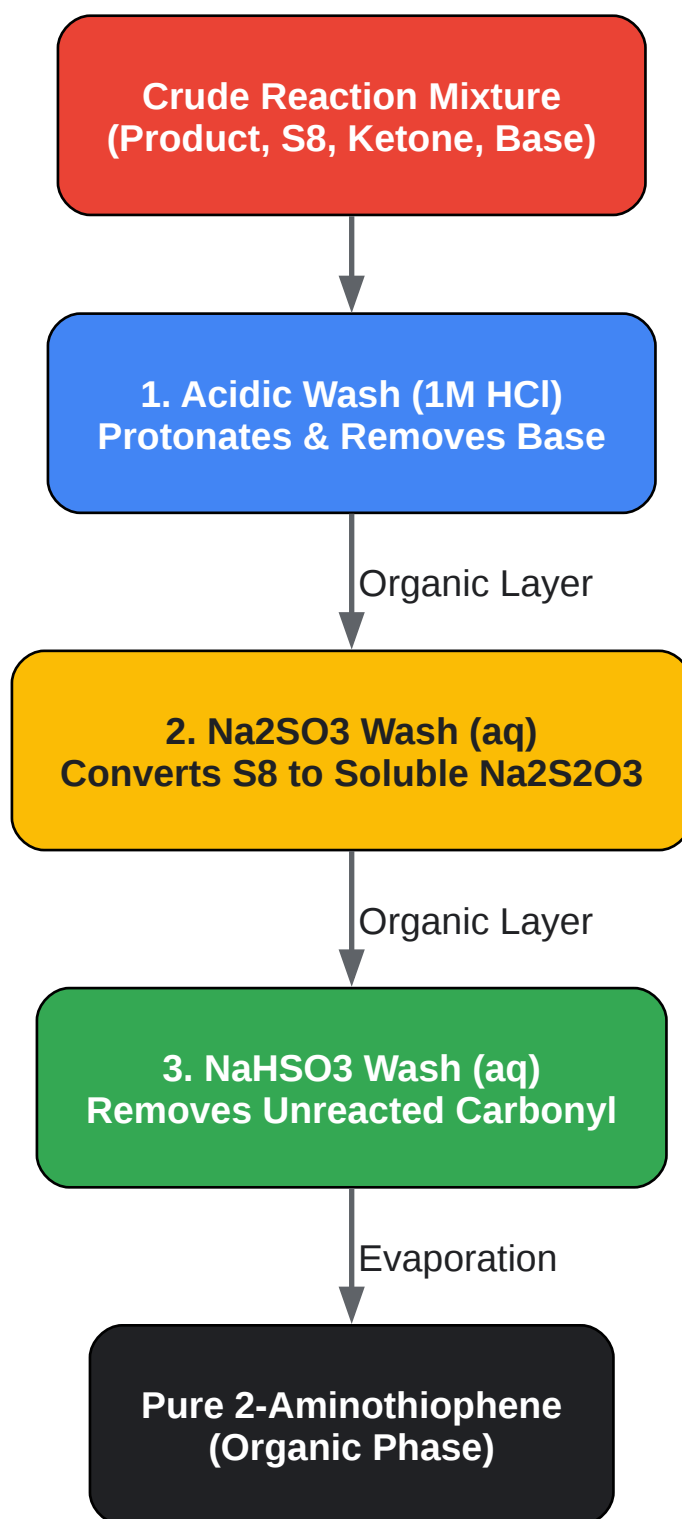 Crude Reaction Mixture
(Product, S8, Ketone, Base)
1. Acidic Wash (1M HCl)
Protonates & Removes Base
Organic Layer
2. Na2SO3 Wash (aq)
Converts S8 to Soluble Na2S2O3
Organic Layer
3. NaHSO3 Wash (aq)
Removes Unreacted Carbonyl
Evaporation
Pure 2-Aminothiophene
(Organic Phase)